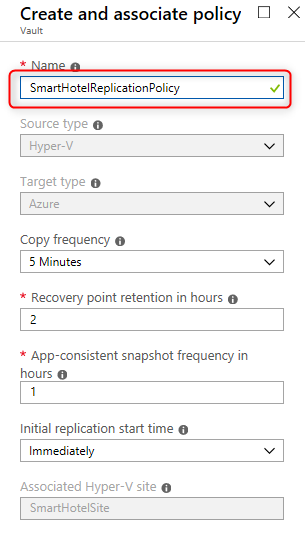 Create and associate policy
Vault
* Name
SmartHotelReplicationPolicy
Source type
Hyper-V
Target type
Azure
Copy frequency
5 Minutes
* Recovery point retention in hours
2
* App-consistent snapshot frequency in
hours
1
Initial replication start time
Immediately
Associated Hyper-V site
SmartHotelSite